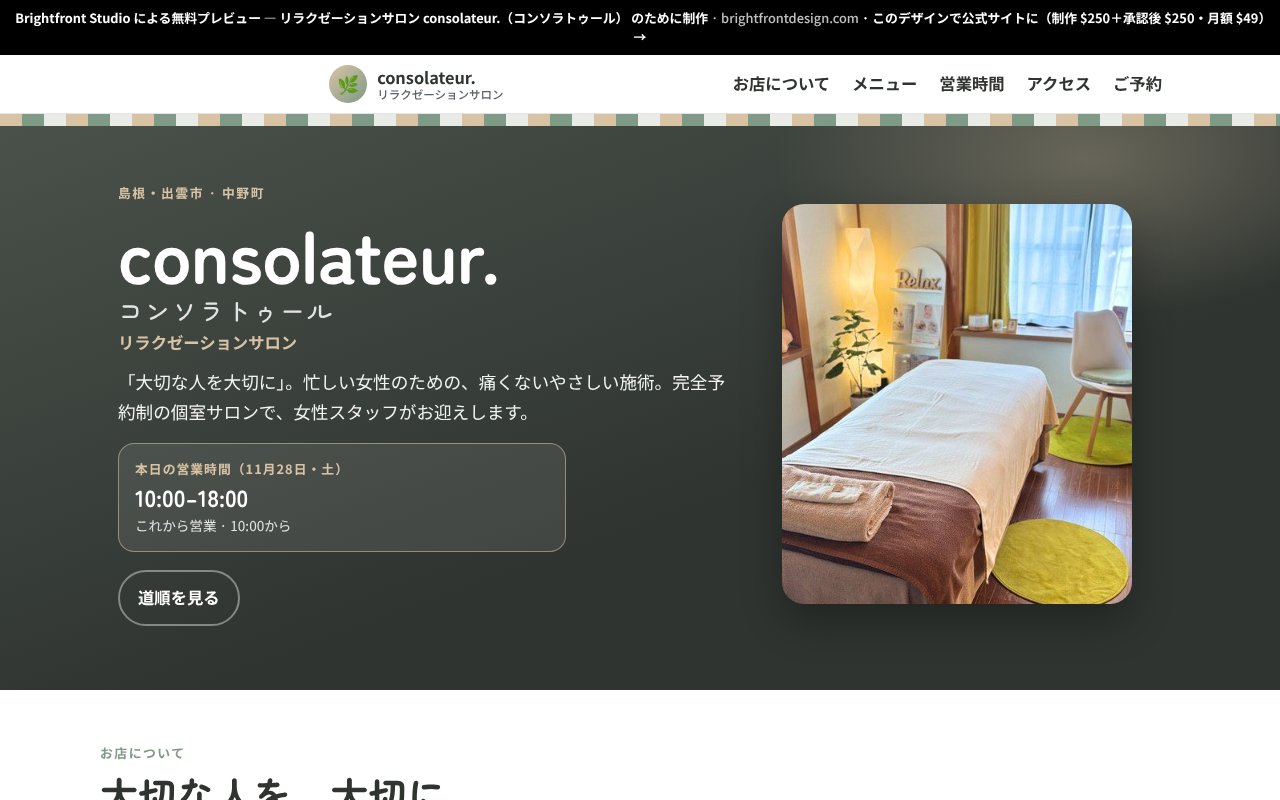 Brightfront Studio による無料プレビュー — リラクゼーションサロン consolateur.（コンソラトゥール） のために制作 · brightfrontdesign.com · このデザインで公式サイトに（制作 $250＋承認後 $250・月額 $49）
→
consolateur.
リラクゼーションサロン
お店について メニュー 営業時間 アクセス ご予約
島根・出雲市 · 中野町
consolateur.
コンソラトゥール
リラクゼーションサロン
「大切な人を大切に」。忙しい女性のための、痛くないやさしい施術。完全予
約制の個室サロンで、女性スタッフがお迎えします。
本日の営業時間（11月28日・土）
10:00–18:00
これから営業 · 10:00から
道順を見る
Relax
お店について
大切な人を、大切に